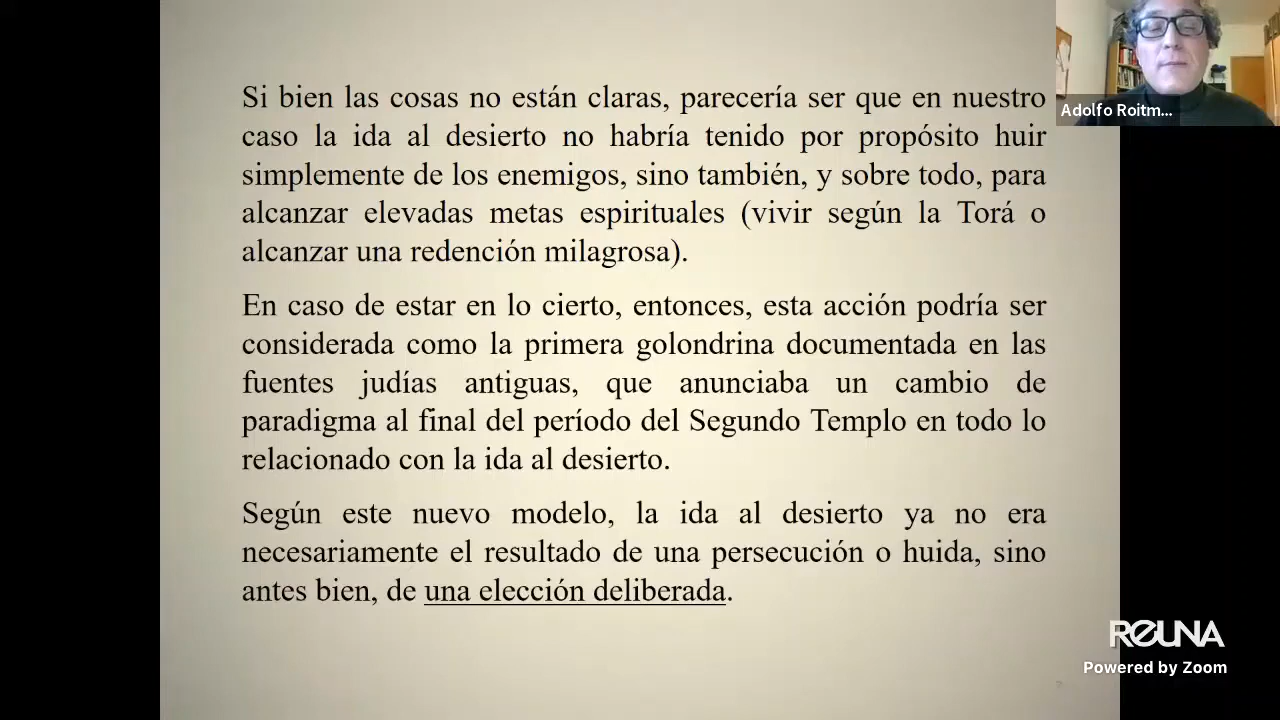 Si bien las cosas no están claras, parecería ser que en nuestro
caso la ida al desierto no habría tenido por propósito huir
simplemente de los enemigos, sino también, y sobre todo, para
alcanzar elevadas metas espirituales (vivir según la Torá o
alcanzar una redención milagrosa).
En caso de estar en lo cierto, entonces, esta acción podría ser
considerada como la primera golondrina documentada en las
fuentes judías antiguas, que anunciaba un cambio de
paradigma al final del período del Segundo Templo en todo lo
relacionado con la ida al desierto.
Según este nuevo modelo, la ida al desierto ya no era
necesariamente el resultado de una persecución o huida, sino
antes bien, de una elección deliberada.
Adolfo Roitm...
REUNA
Powered by Zoom